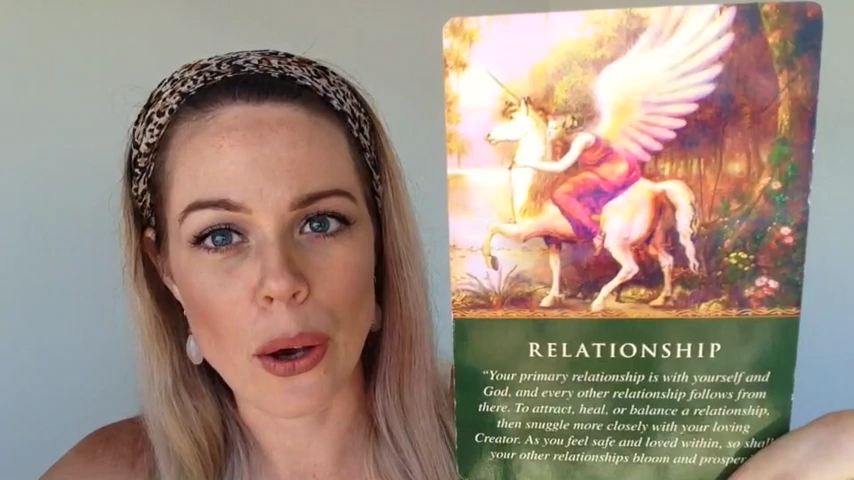 RELATIONSHIP
"Your primary relationship is with yourself and
God, and every other relationship follows from
there. To attract, heal, or balance a relationship,
then snuggle more closely with your loving
Creator. As you feel safe and loved within, so shall
your other relationships bloom and prosper